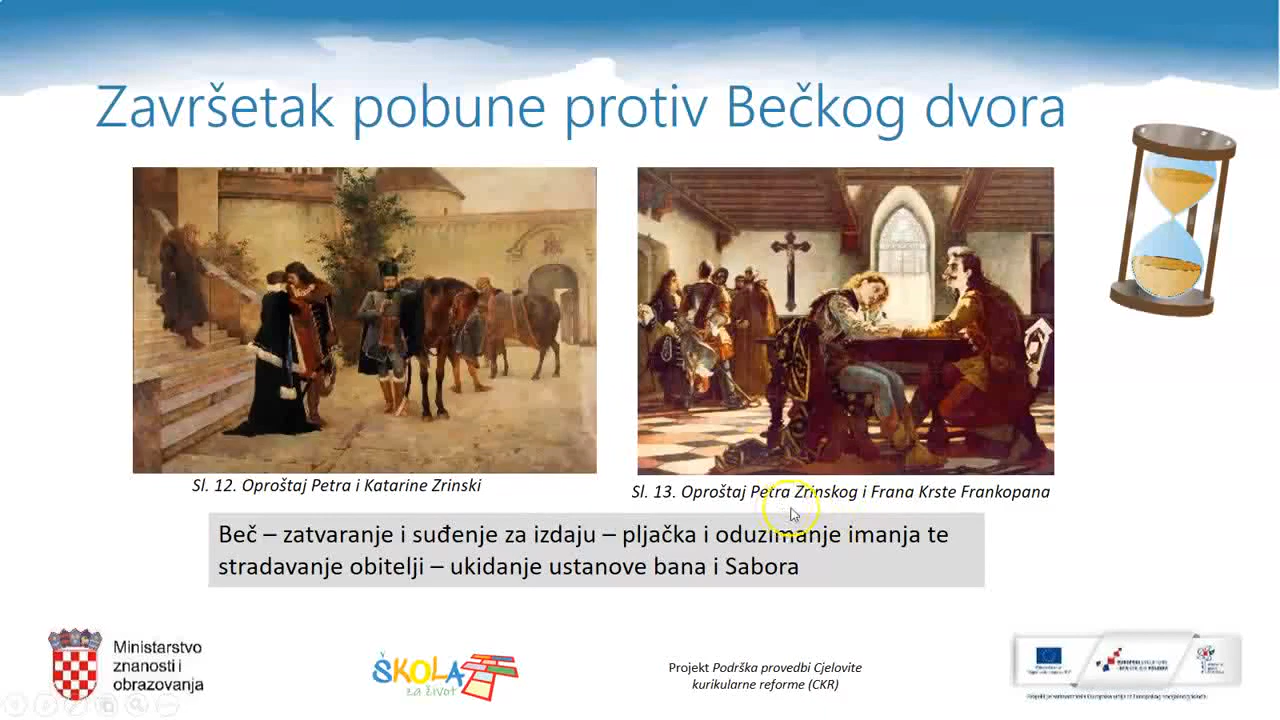 Završetak pobune protiv Bečkog dvora
Sl. 12. Oproštaj Petra i Katarine Zrinski
Sl. 13. Oproštaj Petra Zrinskog i Frana Krste Frankopana
Beč – zatvaranje i suđenje za izdaju – pljačka i oduzimanje imanja te
stradavanje obitelji – ukidanje ustanove bana i Sabora
Ministarstvo
znanosti i
obrazovanja
ŠKOLA
za život
Projekt Podrška provedbi Cjelovite
kurikularne reforme (CKR)